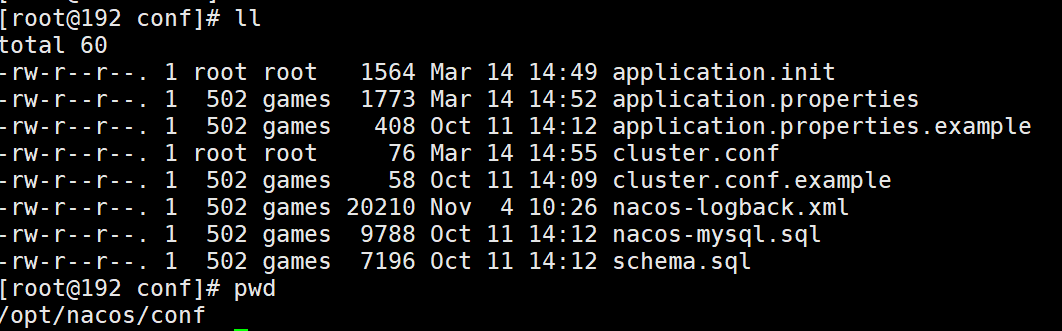 [root@192 conf]# ll
total 60
-rw-r--r--. 1 root root   1564 Mar 14 14:49 application.init
-rw-r--r--. 1  502 games  1773 Mar 14 14:52 application.properties
-rw-r--r--. 1  502 games   408 Oct 11 14:12 application.properties.example
-rw-r--r--. 1 root root     76 Mar 14 14:55 cluster.conf
-rw-r--r--. 1  502 games    58 Oct 11 14:09 cluster.conf.example
-rw-r--r--. 1  502 games 20210 Nov  4 10:26 nacos-logback.xml
-rw-r--r--. 1  502 games  9788 Oct 11 14:12 nacos-mysql.sql
-rw-r--r--. 1  502 games  7196 Oct 11 14:12 schema.sql
[root@192 conf]# pwd
/opt/nacos/conf